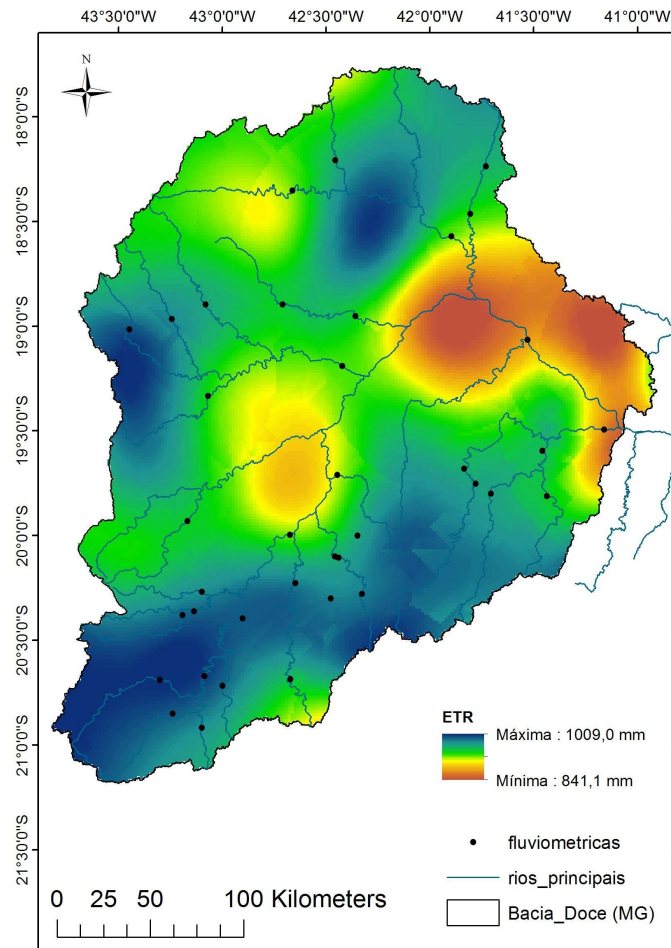 43°30'0"W 43°0'0"W 42°30'0"W 42°0'0"W 41°30'0"W 41°0'0"W
N
18°0'0"S
18°30'0"S
19°0'0"S
19°30'0"S
20°0'0"S
20°30'0"S
21°0'0"S
21°30'0"S
ETR
Máxima : 1009,0 mm
Mínima : 841,1 mm
fluviometricas
rios_principais
Bacia_Doce (MG)
0 25 50 100 Kilometers